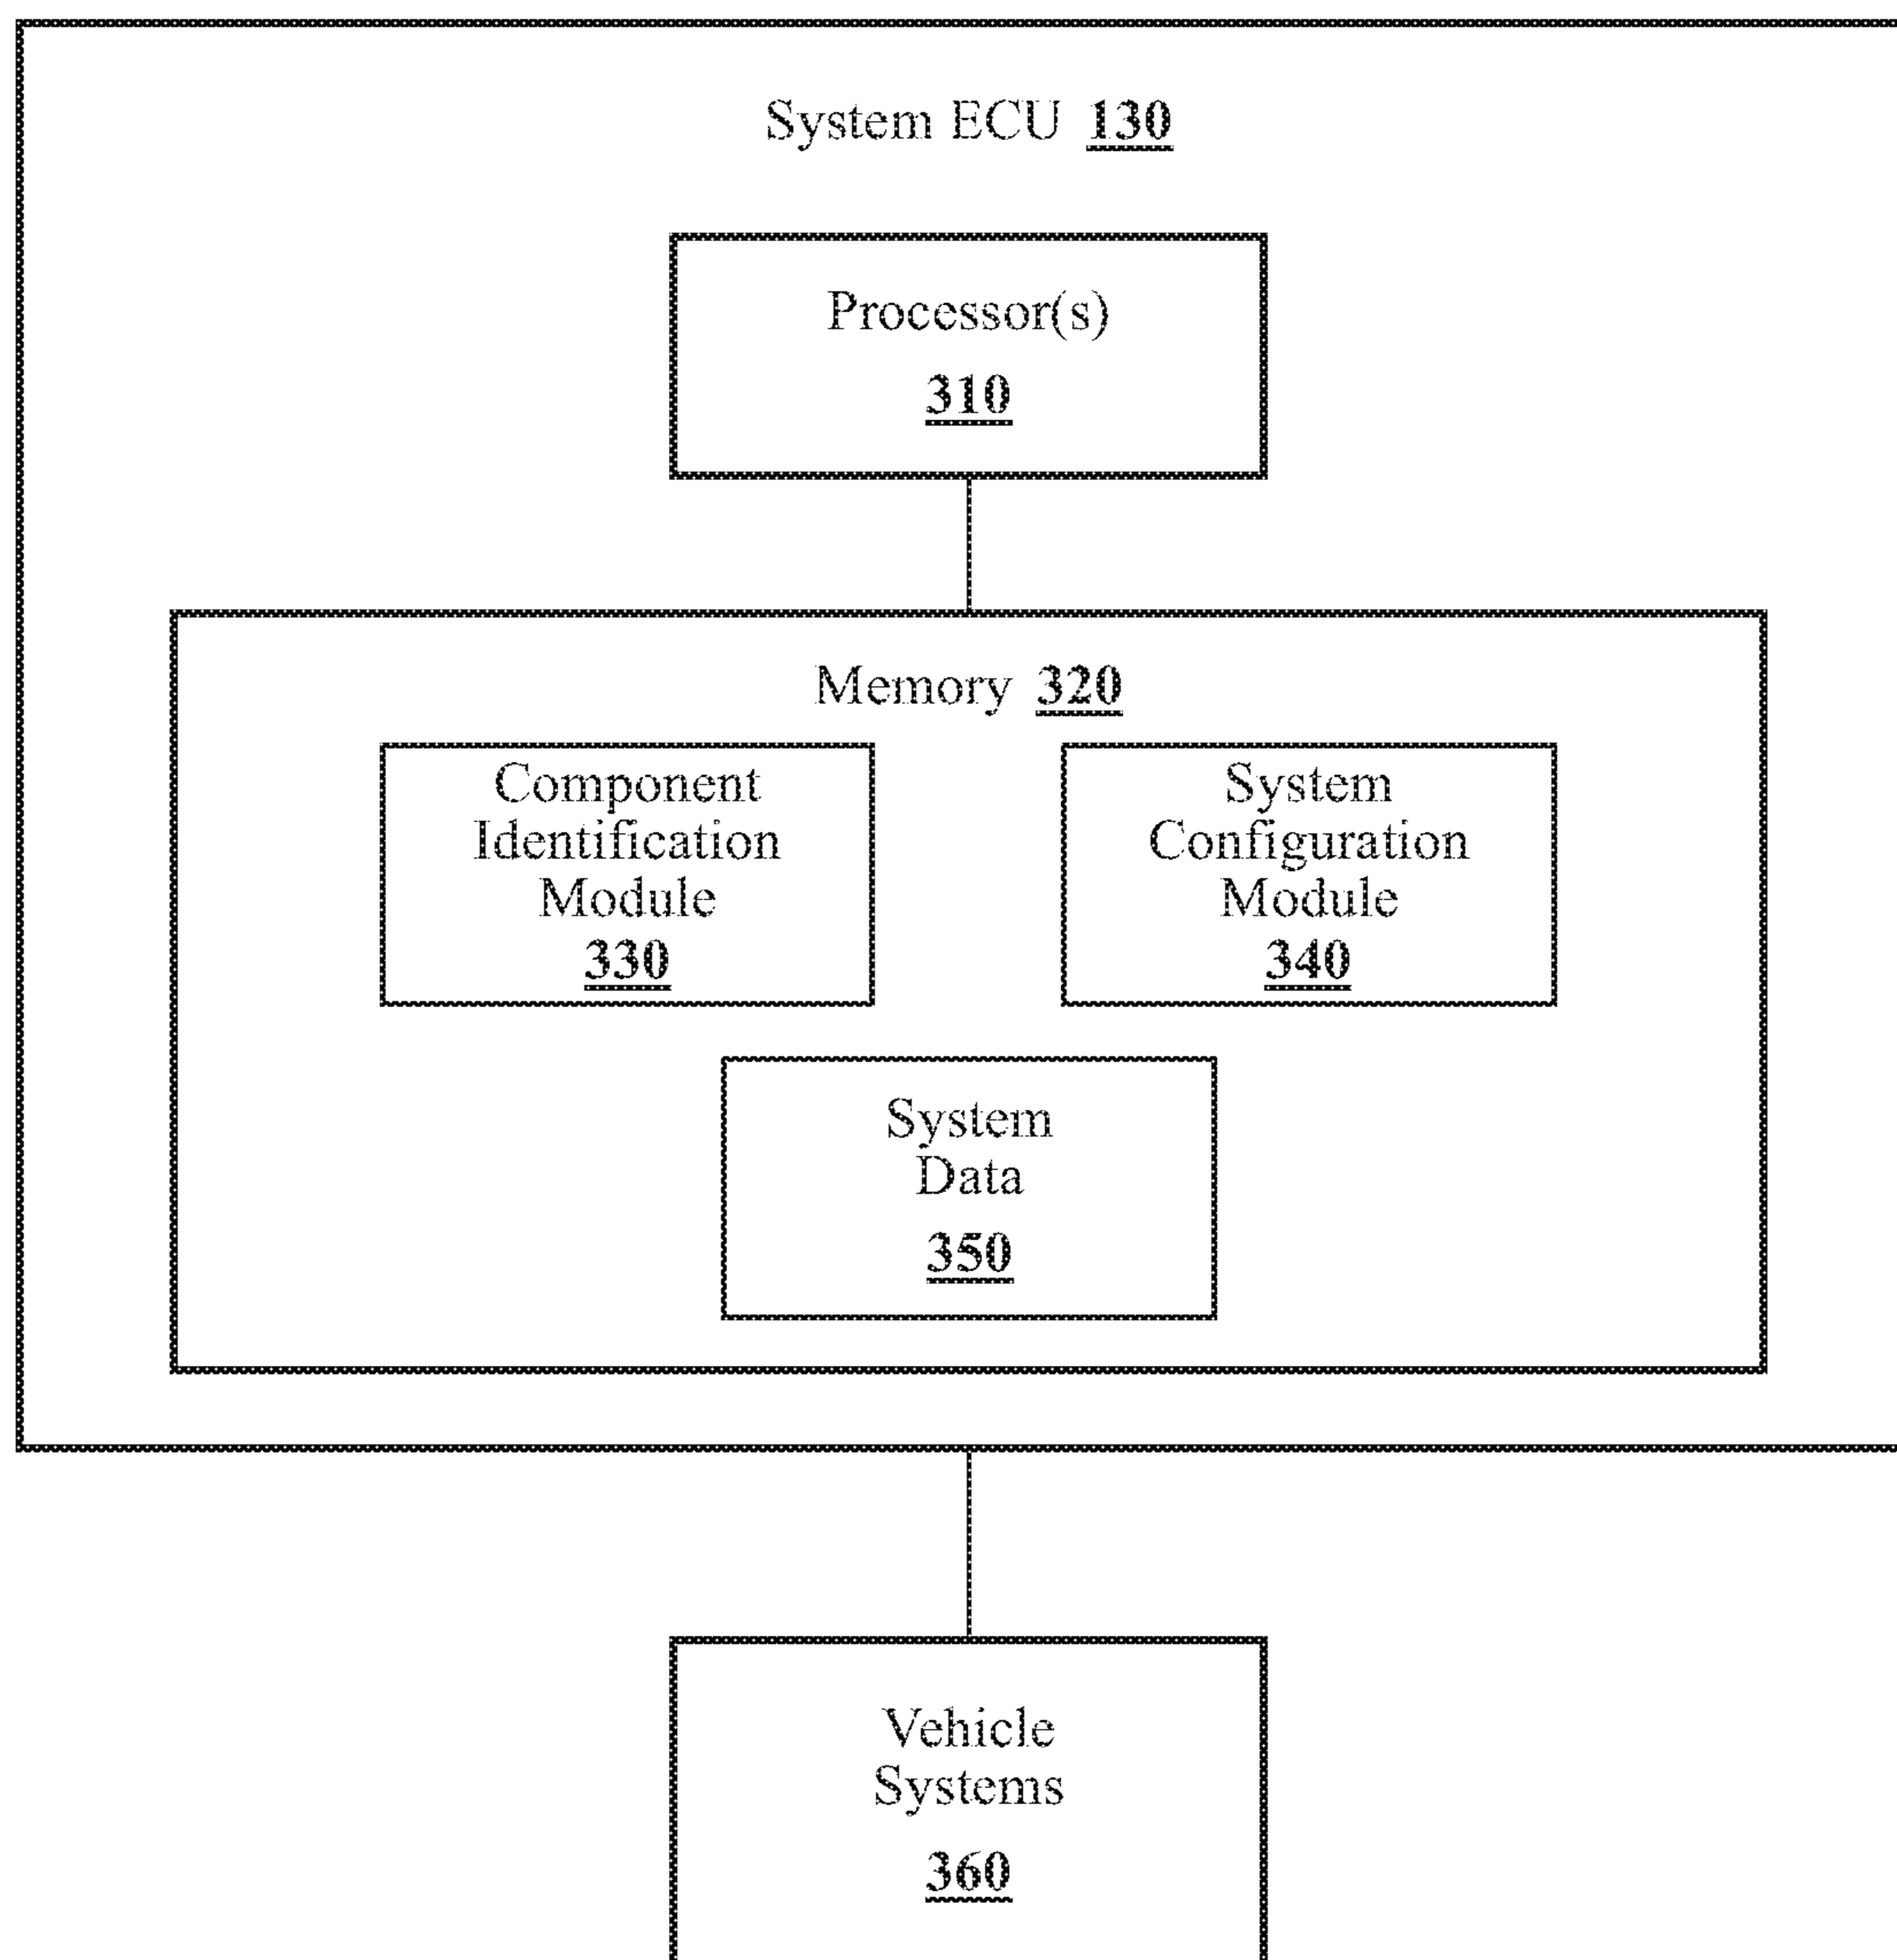 System ECU 130
Processor(s)
310
Memory 320
Component
Identification
Module
330
System
Configuration
Module
340
System
Data
350
Vehicle
Systems
360